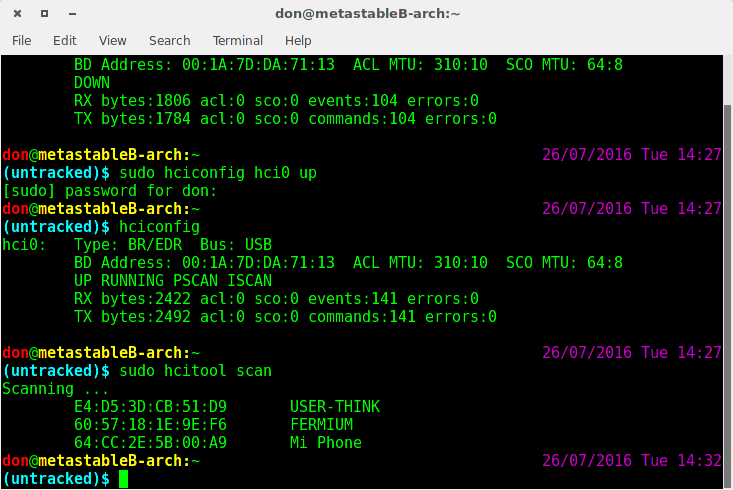 don@metastableB-arch:~
File Edit View Search Terminal Help
BD Address: 00:1A:7D:DA:71:13  ACL MTU: 310:10  SCO MTU: 64:8
DOWN
RX bytes:1806 acl:0 sco:0 events:104 errors:0
TX bytes:1784 acl:0 sco:0 commands:104 errors:0
don@metastableB-arch:~ 26/07/2016 Tue 14:27
(untracked)$ sudo hciconfig hci0 up
[sudo] password for don:
don@metastableB-arch:~ 26/07/2016 Tue 14:27
(untracked)$ hciconfig
hci0:   Type: BR/EDR  Bus: USB
BD Address: 00:1A:7D:DA:71:13  ACL MTU: 310:10  SCO MTU: 64:8
UP RUNNING PSCAN ISCAN
RX bytes:2422 acl:0 sco:0 events:141 errors:0
TX bytes:2492 acl:0 sco:0 commands:141 errors:0
don@metastableB-arch:~ 26/07/2016 Tue 14:27
(untracked)$ sudo hcitool scan
Scanning ...
E4:D5:3D:CB:51:D9       USER-THINK
60:57:18:1E:9E:F6       FERMIUM
64:CC:2E:5B:00:A9       Mi Phone
don@metastableB-arch:~ 26/07/2016 Tue 14:32
(untracked)$